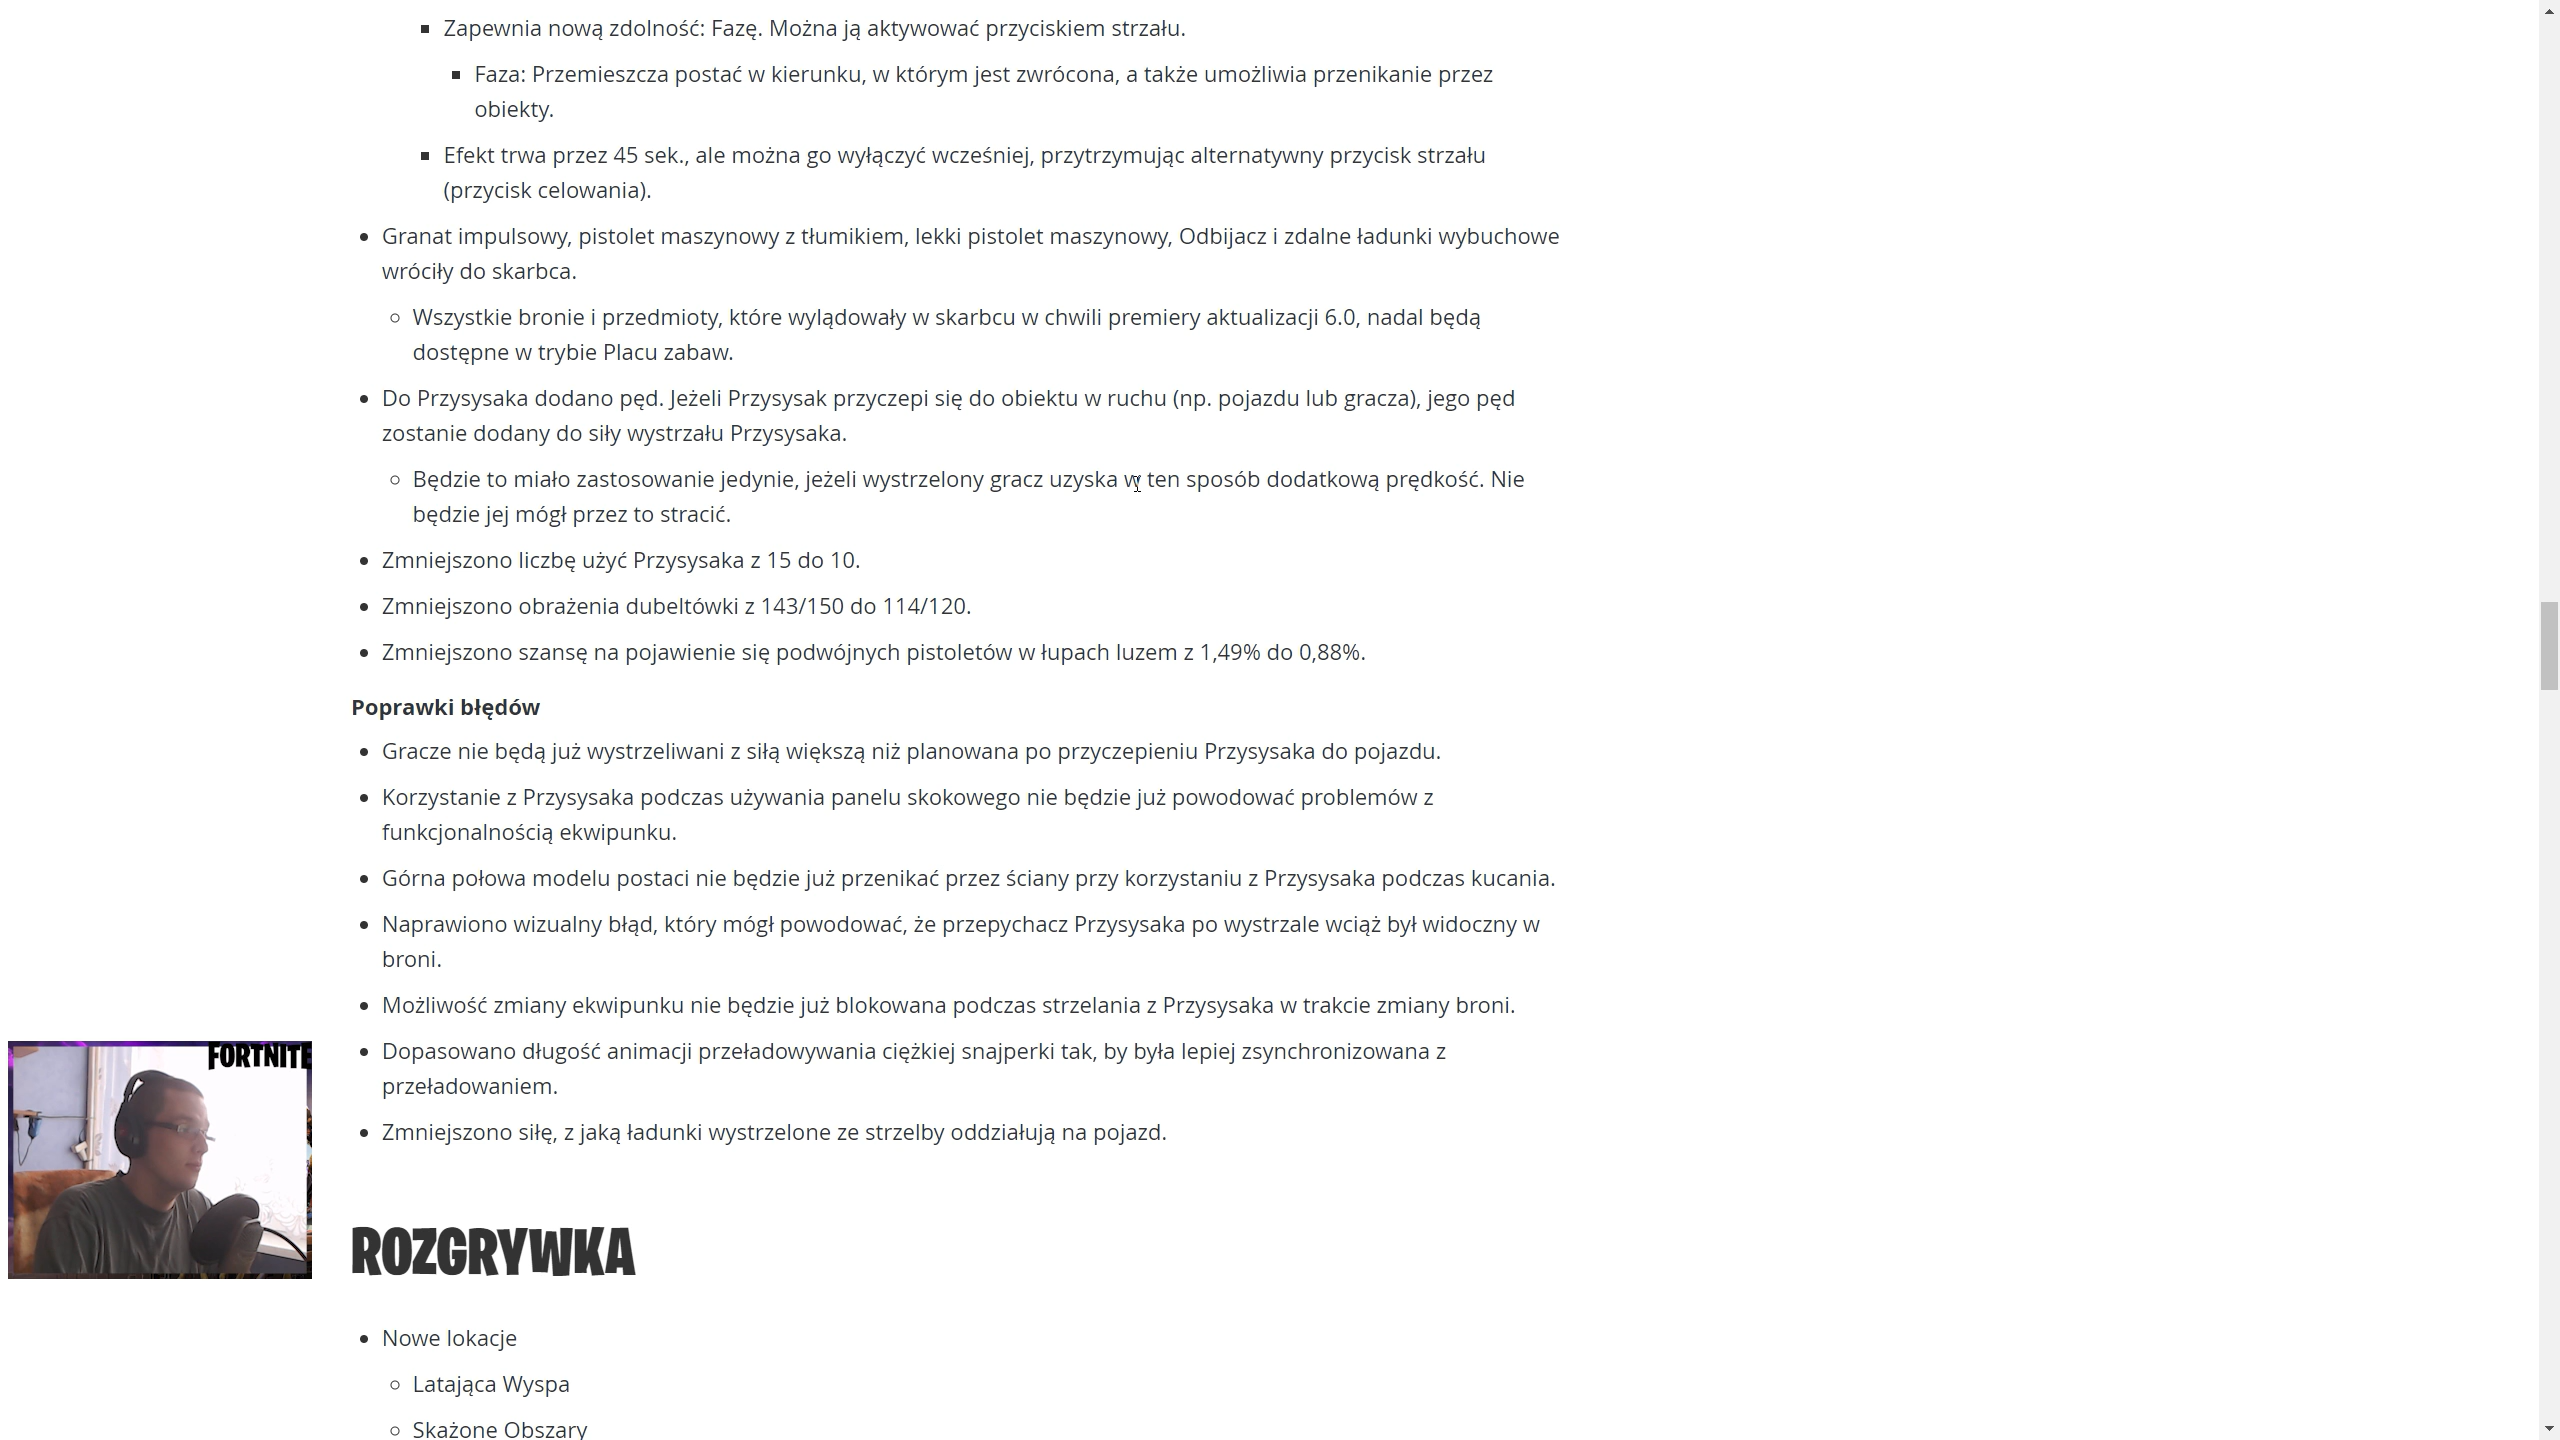 Zapewnia nową zdolność: Fazę. Można ją aktywować przyciskiem strzału.
Faza: Przemieszcza postać w kierunku, w którym jest zwrócona, a także umożliwia przenikanie przez
obiekty.
Efekt trwa przez 45 sek., ale można go wyłączyć wcześniej, przytrzymując alternatywny przycisk strzału
(przycisk celowania).
Granat impulsowy, pistolet maszynowy z tłumikiem, lekki pistolet maszynowy, Odbijacz i zdalne ładunki wybuchowe
wróciły do skarbca.
Wszystkie bronie i przedmioty, które wylądowały w skarbcu w chwili premiery aktualizacji 6.0, nadal będą
dostępne w trybie Placu zabaw.
Do Przysysaka dodano pęd. Jeżeli Przysysak przyczepi się do obiektu w ruchu (np. pojazdu lub gracza), jego pęd
zostanie dodany do siły wystrzału Przysysaka.
Będzie to miało zastosowanie jedynie, jeżeli wystrzelony gracz uzyska w ten sposób dodatkową prędkość. Nie
będzie jej mógł przez to stracić.
Zmniejszono liczbę użyć Przysysaka z 15 do 10.
Zmniejszono obrażenia dubeltówki z 143/150 do 114/120.
Zmniejszono szansę na pojawienie się podwójnych pistoletów w łupach luzem z 1,49% do 0,88%.
Poprawki błędów
Gracze nie będą już wystrzeliwani z siłą większą niż planowana po przyczepieniu Przysysaka do pojazdu.
Korzystanie z Przysysaka podczas używania panelu skokowego nie będzie już powodować problemów z
funkcjonalnością ekwipunku.
Górna połowa modelu postaci nie będzie już przenikać przez ściany przy korzystaniu z Przysysaka podczas kucania.
Naprawiono wizualny błąd, który mógł powodować, że przepychacz Przysysaka po wystrzale wciąż był widoczny w
broni.
Możliwość zmiany ekwipunku nie będzie już blokowana podczas strzelania z Przysysaka w trakcie zmiany broni.
Dopasowano długość animacji przeładowywania ciężkiej snajperki tak, by była lepiej zsynchronizowana z
przeładowaniem.
Zmniejszono siłę, z jaką ładunki wystrzelone ze strzelby oddziałują na pojazd.
FORTNITE
ROZGRYWKA
Nowe lokacje
Latająca Wyspa
Skażone Obszary